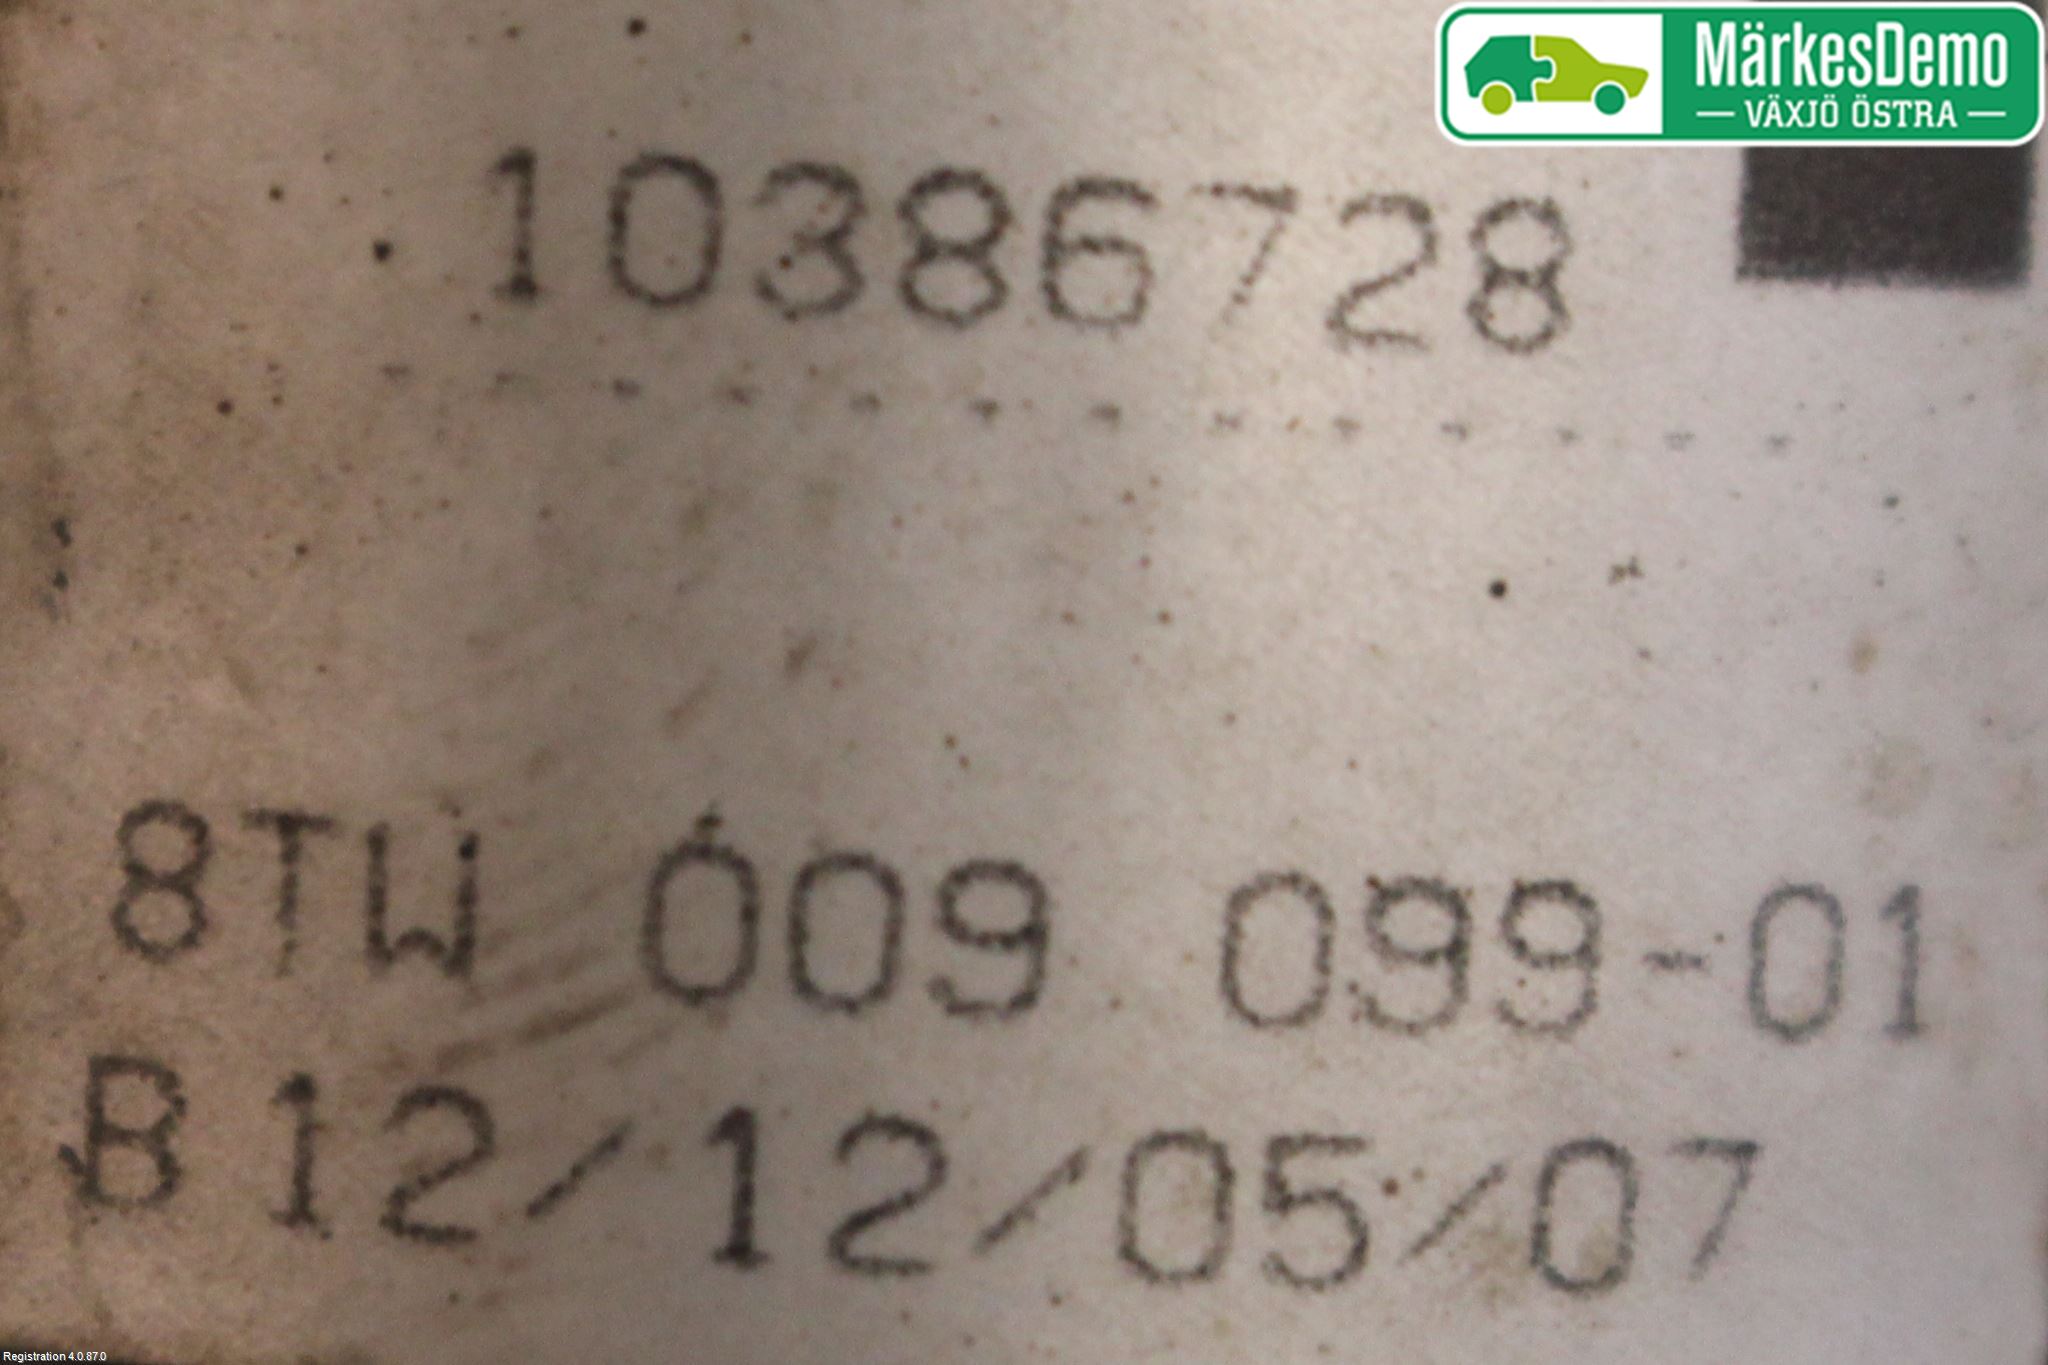 MärkesDemo
VÄXJÖ ÖSTRA
10386728
8TW 009 099-01
B 12/12/05/07
Registration 4.0.87.0